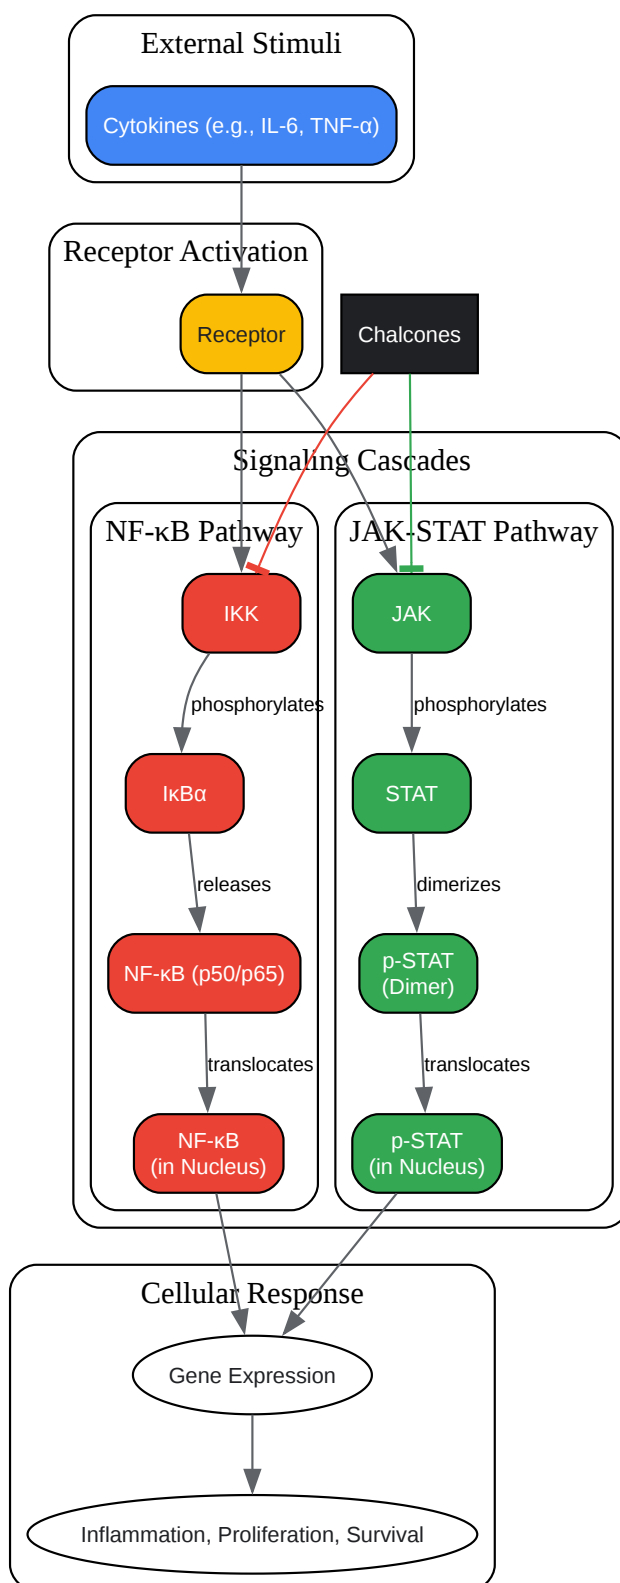 External Stimuli
Cytokines (e.g., IL-6, TNF-α)
Receptor Activation
Receptor
Chalcones
Signaling Cascades
NF-κB Pathway
JAK-STAT Pathway
IKK
JAK
phosphorylates
phosphorylates
IκBα
STAT
releases
dimerizes
NF-κB (p50/p65)
p-STAT
(Dimer)
translocates
translocates
NF-κB
(in Nucleus)
p-STAT
(in Nucleus)
Cellular Response
Gene Expression
Inflammation, Proliferation, Survival